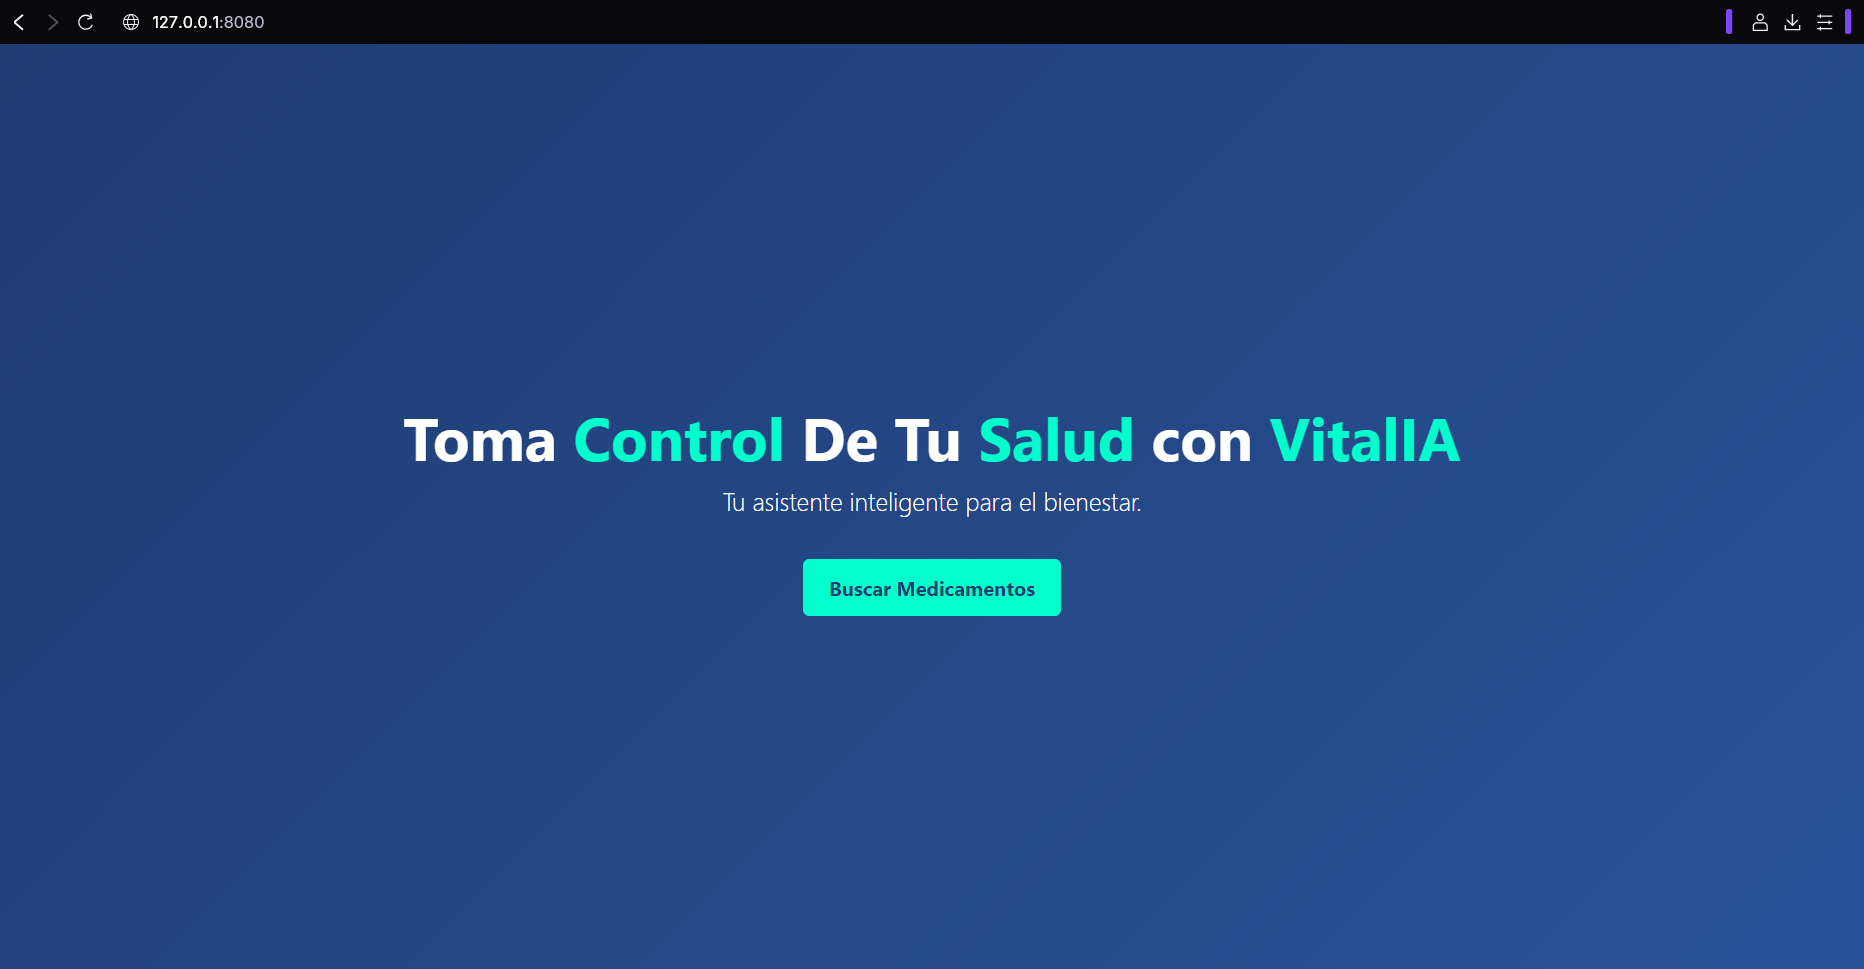 127.0.0.1:8080
Toma Control De Tu Salud con VitalIA
Tu asistente inteligente para el bienestar.
Buscar Medicamentos